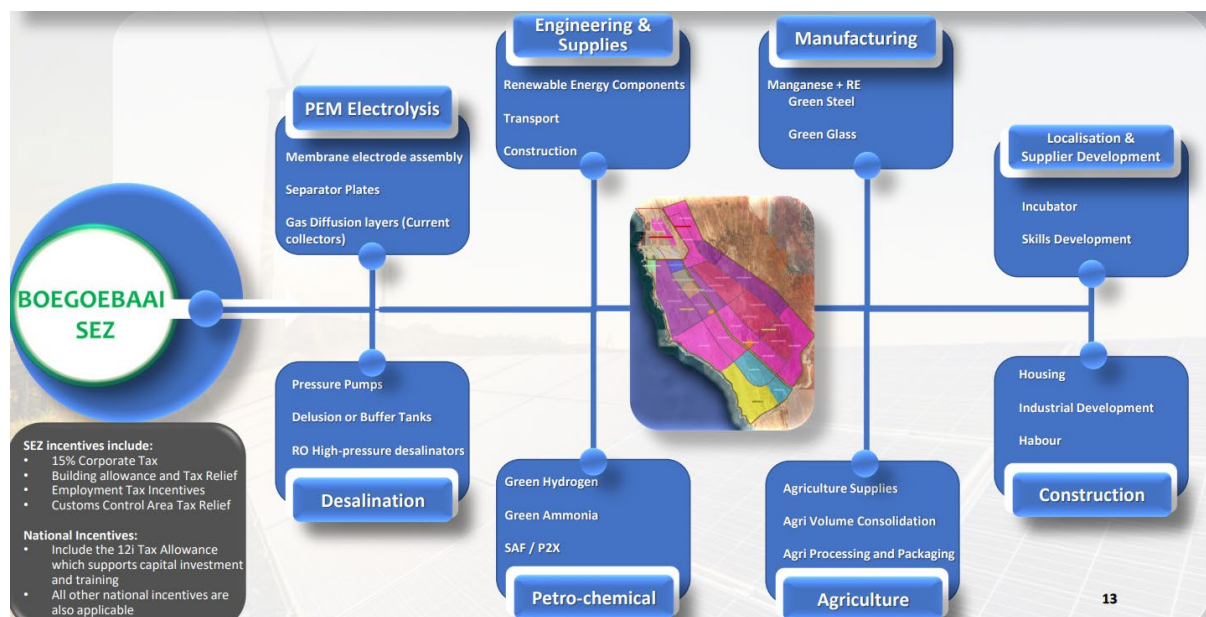 Engineering &
Supplies
Renewable Energy Components
Transport
Construction
Manufacturing
Manganese + RE
Green Steel
Green Glass
PEM Electrolysis
Membrane electrode assembly
Separator Plates
Gas Diffusion layers (Current
collectors)
Localisation &
Supplier Development
Incubator
Skills Development
BOEGOEBAAI
SEZ
Pressure Pumps
Delusion or Buffer Tanks
RO High-pressure desalinators
Desalination
Green Hydrogen
Green Ammonia
SAF / P2X
Petro-chemical
Agriculture Supplies
Agri Volume Consolidation
Agri Processing and Packaging
Agriculture
Housing
Industrial Development
Habour
Construction
SEZ incentives include:
• 15% Corporate Tax
• Building allowance and Tax Relief
• Employment Tax Incentives
• Customs Control Area Tax Relief
National Incentives:
• Include the 12i Tax Allowance
which supports capital investment
and training
• All other national incentives are
also applicable
13